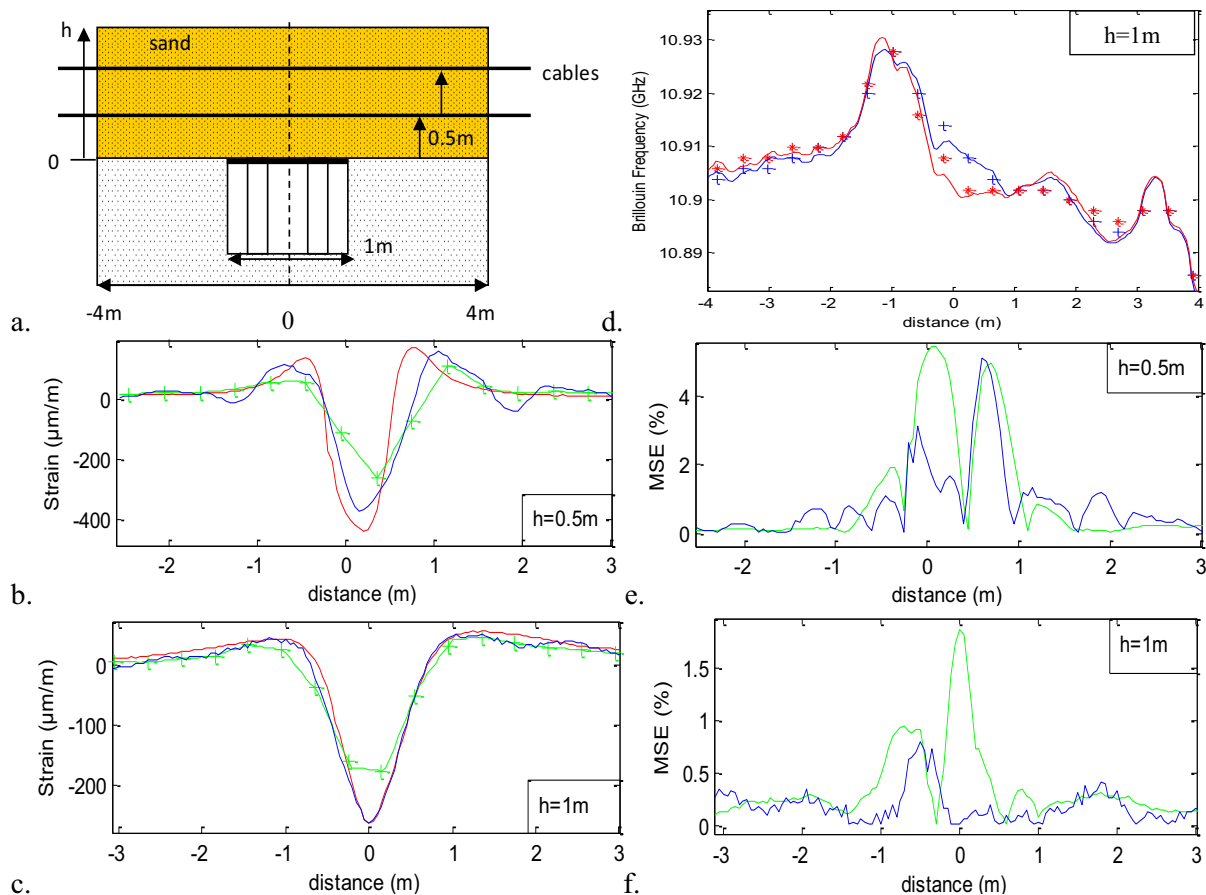 h
sand
cables
0.5m
0
1m
-4m
0
4m
a.
h=1m
Brillouin Frequency (GHz)
10.93
10.92
10.91
10.9
10.89
-4
-3
-2
-1
0
1
2
3
4
distance (m)
d.
Strain (µm/m)
0
-200
-400
h=0.5m
-2
-1
0
1
2
3
distance (m)
b.
MSE (%)
4
2
0
h=0.5m
-2
-1
0
1
2
3
distance (m)
e.
Strain (µm/m)
0
-100
-200
h=1m
-3
-2
-1
0
1
2
3
distance (m)
c.
MSE (%)
1.5
1
0.5
0
h=1m
-3
-2
-1
0
1
2
3
distance (m)
f.